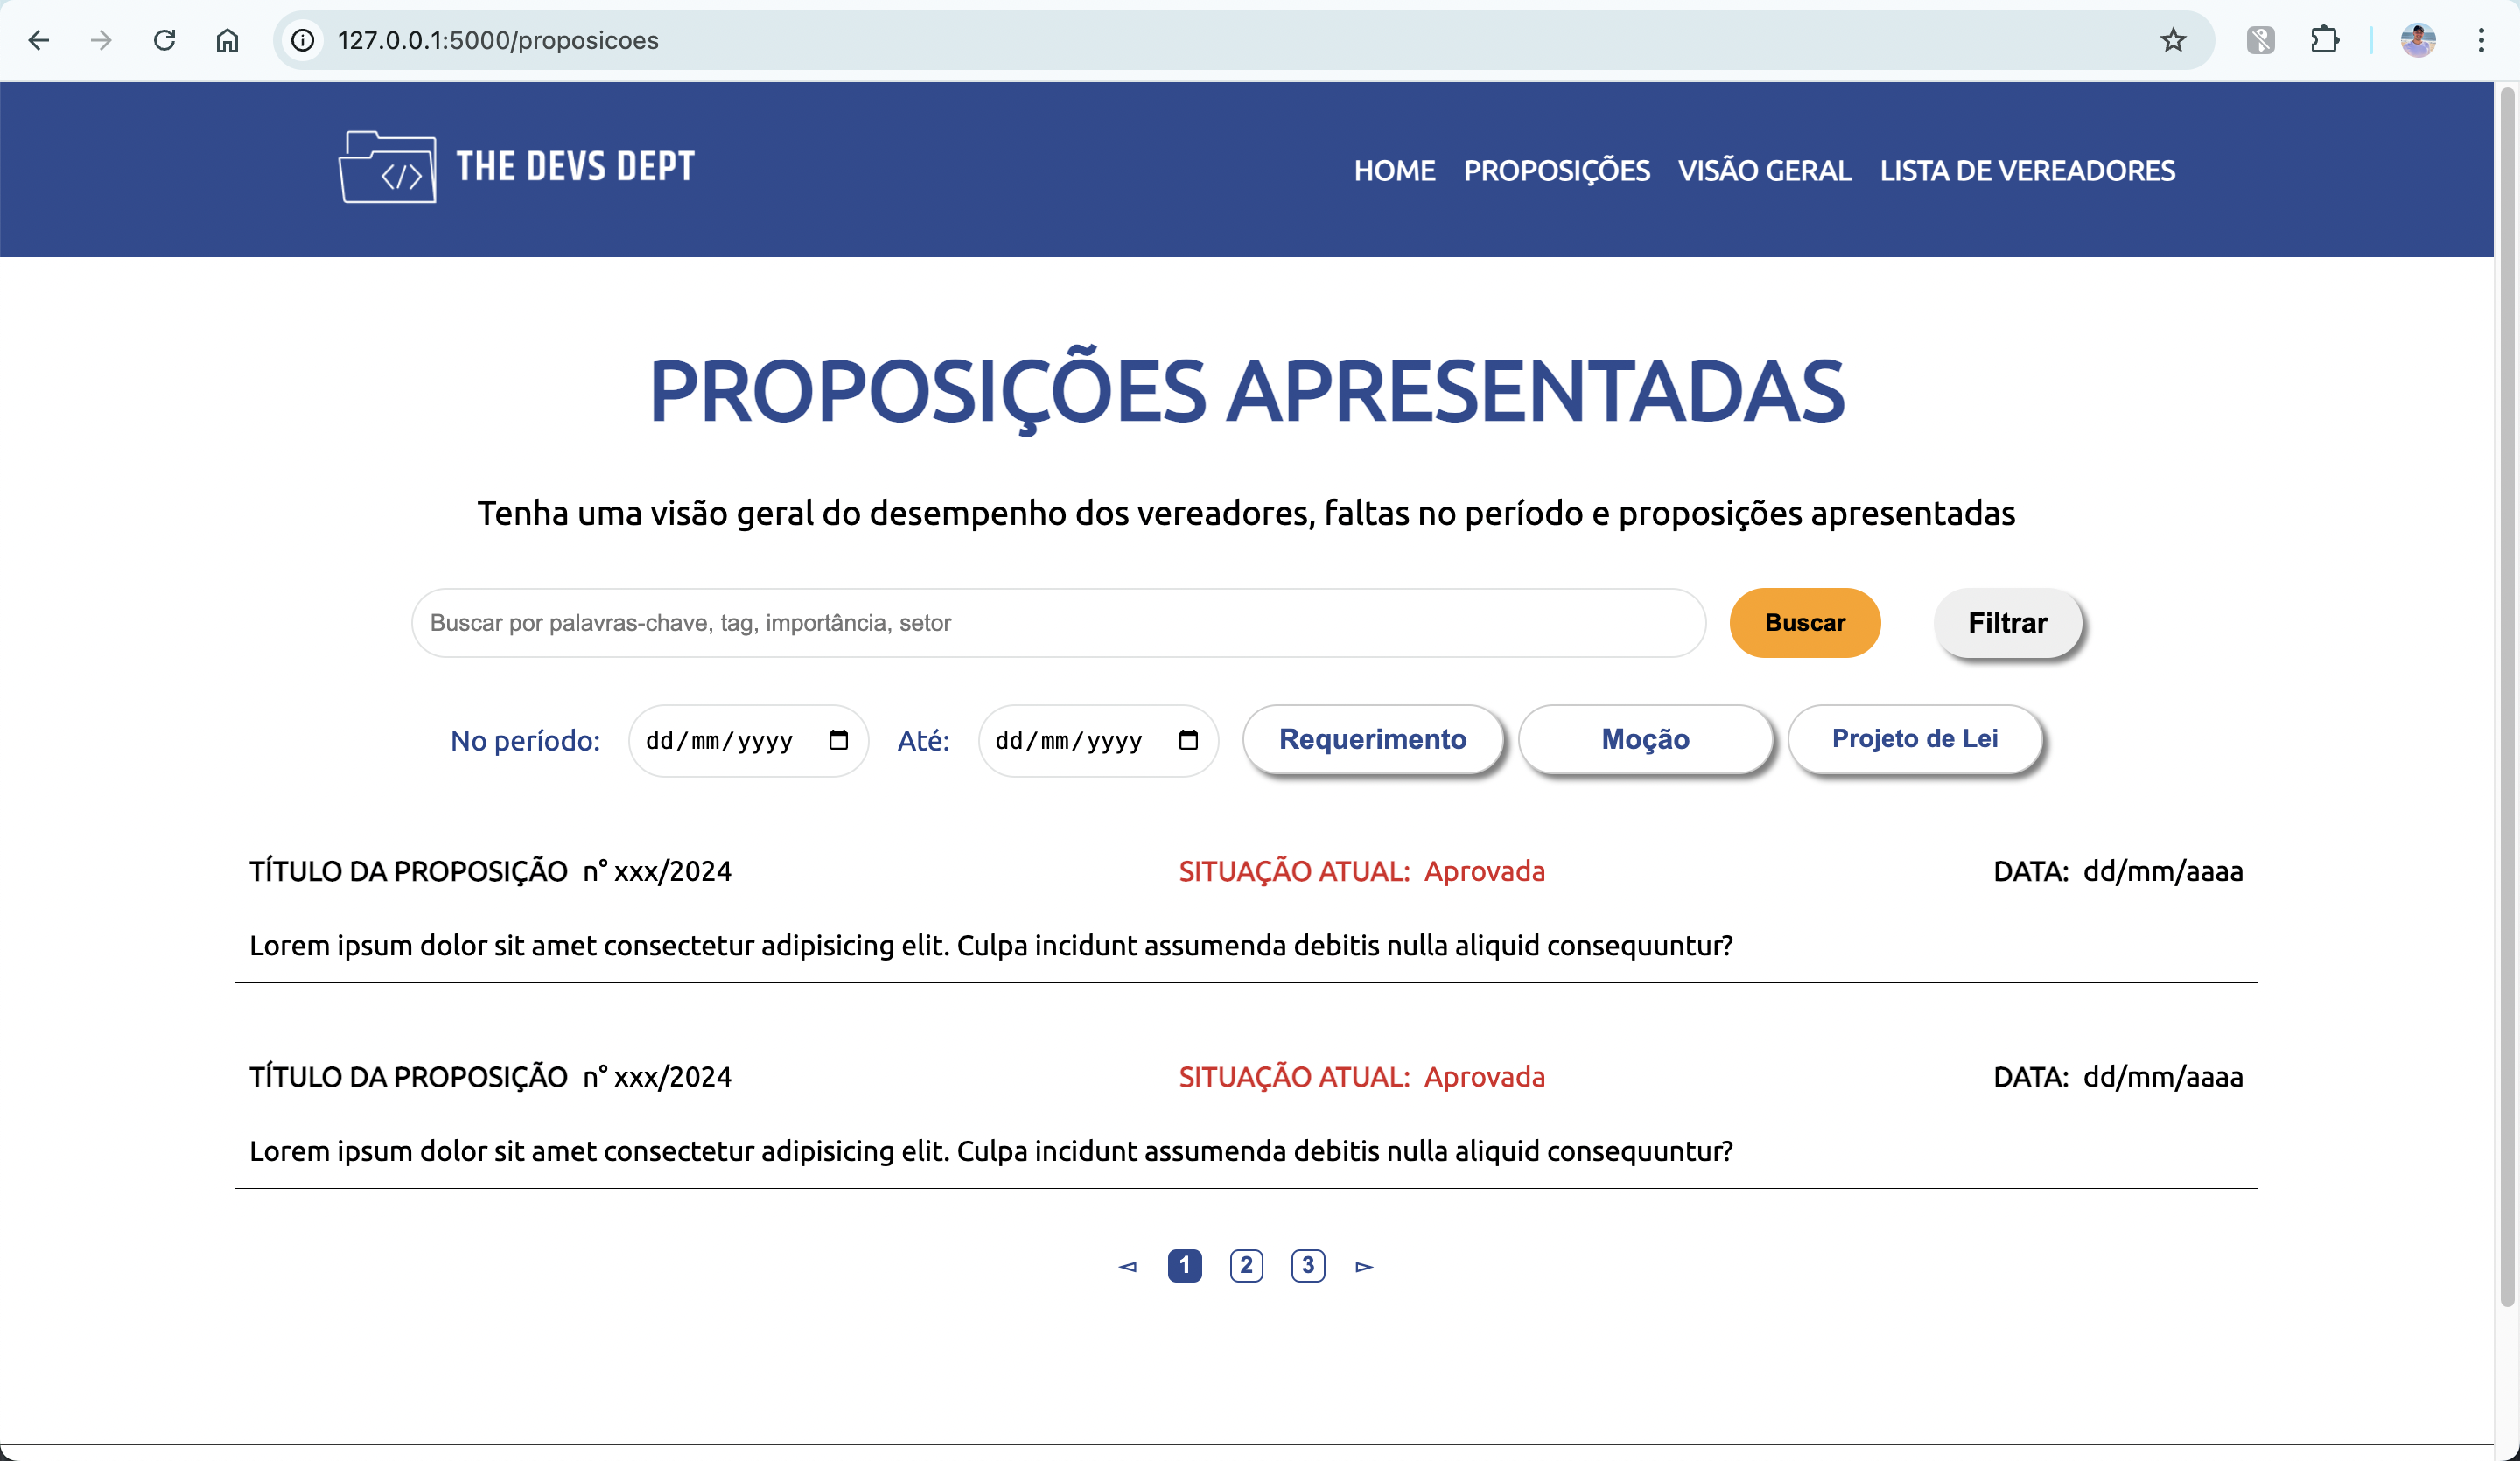 127.0.0.1:5000/proposicoes
</> THE DEVS DEPT
HOME PROPOSIÇÕES VISÃO GERAL LISTA DE VEREADORES
PROPOSIÇÕES APRESENTADAS
Tenha uma visão geral do desempenho dos vereadores, faltas no período e proposições apresentadas
Buscar por palavras-chave, tag, importância, setor Buscar Filtrar
No período: dd/mm/yyyy Até: dd/mm/yyyy Requerimento Moção Projeto de Lei
TÍTULO DA PROPOSIÇÃO n° xxx/2024 SITUAÇÃO ATUAL: Aprovada DATA: dd/mm/aaaa
Lorem ipsum dolor sit amet consectetur adipisicing elit. Culpa incidunt assumenda debitis nulla aliquid consequuntur?
TÍTULO DA PROPOSIÇÃO n° xxx/2024 SITUAÇÃO ATUAL: Aprovada DATA: dd/mm/aaaa
Lorem ipsum dolor sit amet consectetur adipisicing elit. Culpa incidunt assumenda debitis nulla aliquid consequuntur?
1 2 3